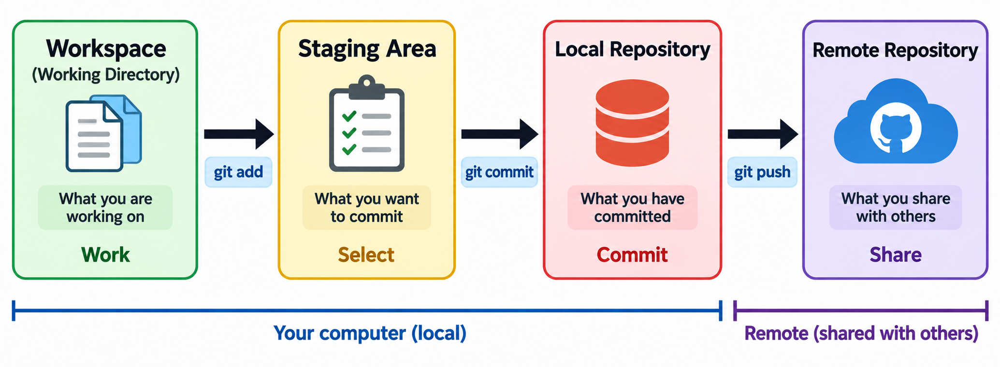 Workspace
(Working Directory)
What you are
working on
Work
git add
Staging Area
What you want
to commit
Select
git commit
Local Repository
What you have
committed
Commit
git push
Remote Repository
What you share
with others
Share
Your computer (local)
Remote (shared with others)